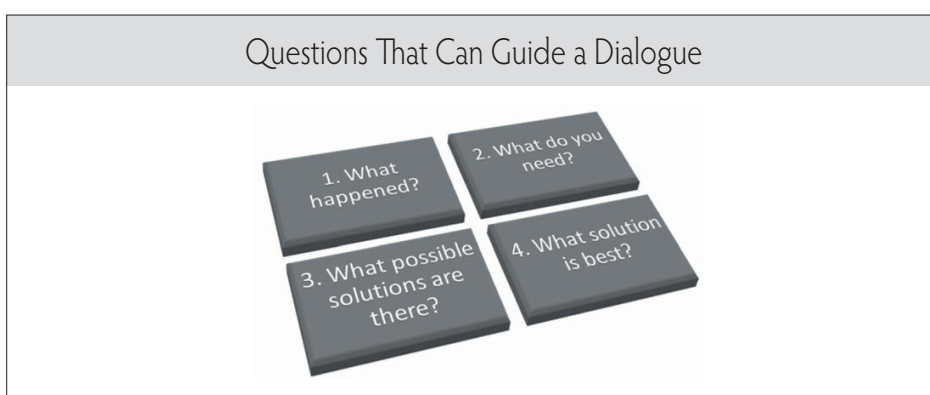 Questions That Can Guide a Dialogue
1. What
happened?
2. What do you
need?
3. What possible
solutions are
there?
4. What solution
is best?